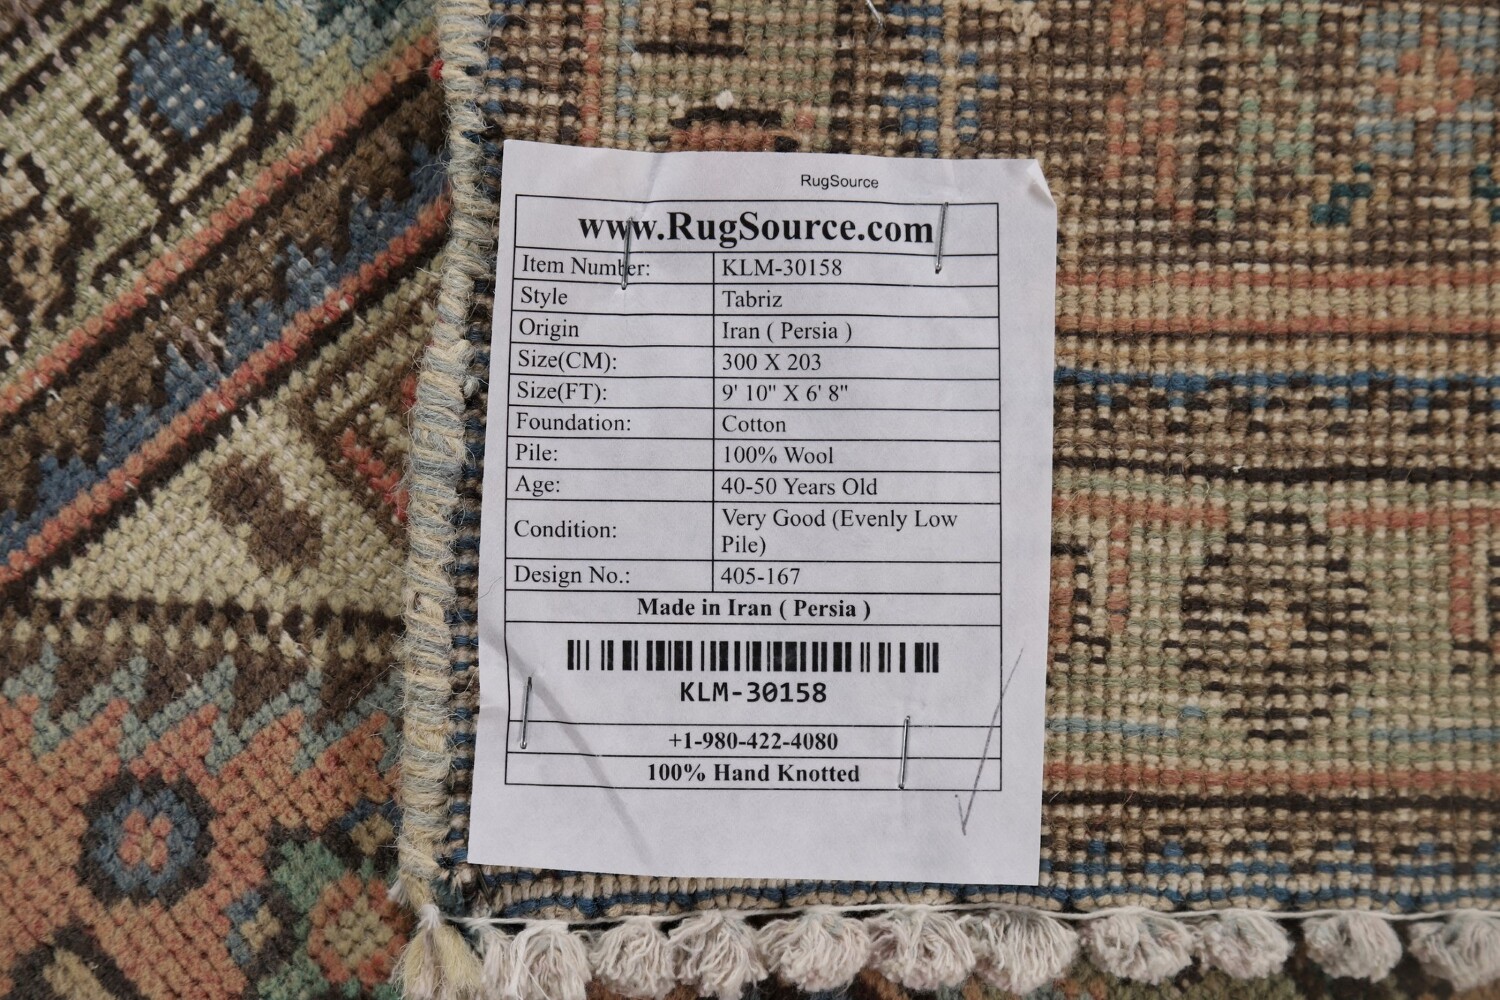 RugSource
www.RugSource.com
Item Number: KLM-30158
Style Tabriz
Origin Iran ( Persia )
Size(CM): 300 X 203
Size(FT): 9' 10" X 6' 8"
Foundation: Cotton
Pile: 100% Wool
Age: 40-50 Years Old
Condition: Very Good (Evenly Low
Pile)
Design No.: 405-167
Made in Iran ( Persia )
KLM-30158
+1-980-422-4080
100% Hand Knotted